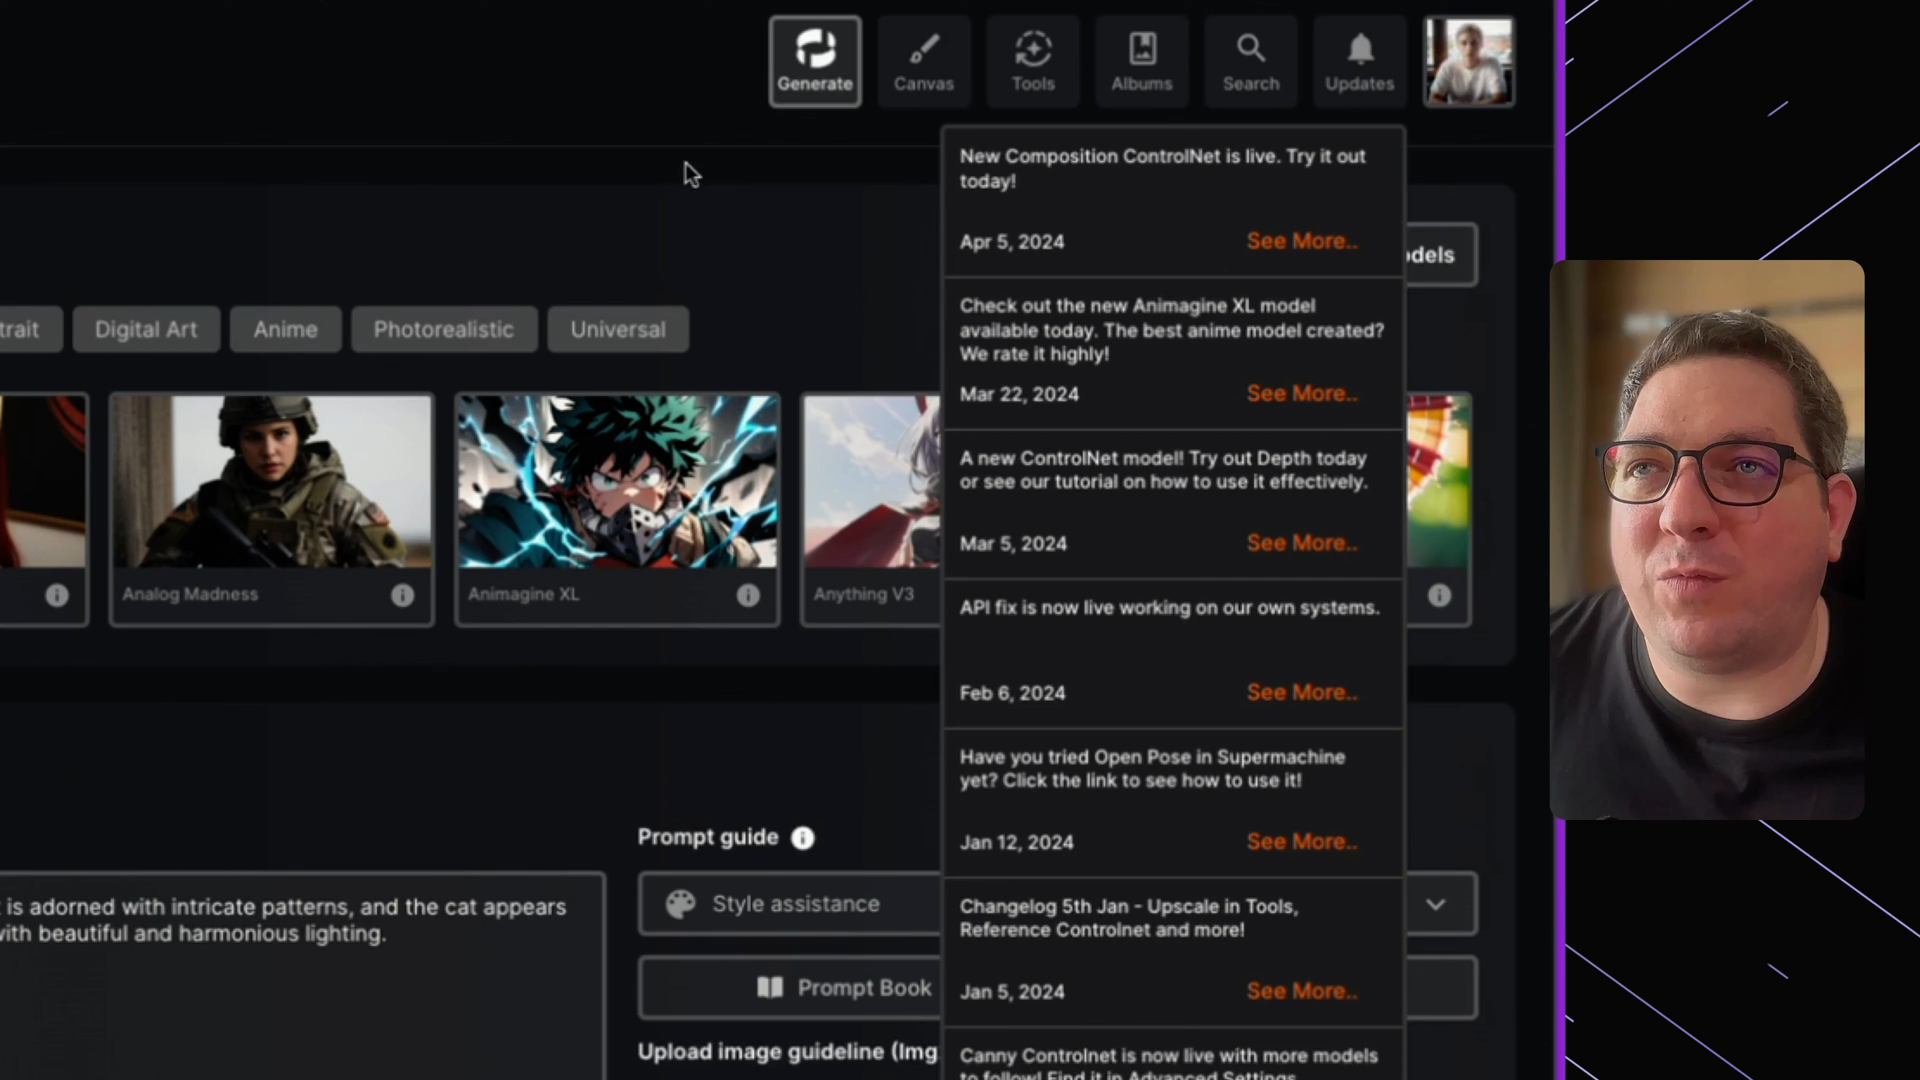 Generate
Canvas
Tools
Albums
Search
Updates
New Composition ControlNet is live. Try it out
today!
Apr 5, 2024
See More..
odels
Check out the new Animagine XL model
available today. The best anime model created?
We rate it highly!
Mar 22, 2024
See More..
trait
Digital Art
Anime
Photorealistic
Universal
A new ControlNet model! Try out Depth today
or see our tutorial on how to use it effectively.
Mar 5, 2024
See More..
Analog Madness
Animagine XL
Anything V3
API fix is now live working on our own systems.
Feb 6, 2024
See More..
Have you tried Open Pose in Supermachine
yet? Click the link to see how to use it!
Jan 12, 2024
See More..
Prompt guide
is adorned with intricate patterns, and the cat appears
with beautiful and harmonious lighting.
Style assistance
Changelog 5th Jan - Upscale in Tools,
Reference Controlnet and more!
Jan 5, 2024
See More..
Prompt Book
Upload image guideline (Img
Canny Controlnet is now live with more models
to follow! Find it in Advanced Settings